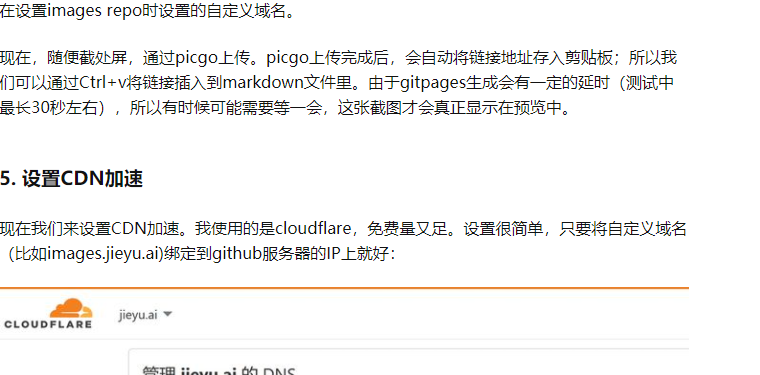 在设置images repo时设置的自定义域名。
现在，随便截处屏，通过picgo上传。picgo上传完成后，会自动将链接地址存入剪贴板；所以我
们可以通过Ctrl+v将链接插入到markdown文件里。由于gitpages生成会有一定的延时（测试中
最长30秒左右），所以有时候可能需要等一会，这张截图才会真正显示在预览中。
5. 设置CDN加速
现在我们来设置CDN加速。我使用的是cloudflare，免费量又足。设置很简单，只要将自定义域名
（比如images.jieyu.ai)绑定到github服务器的IP上就好：
CLOUDFLARE
jieyu.ai
管理 jieyu.ai 的 DNS